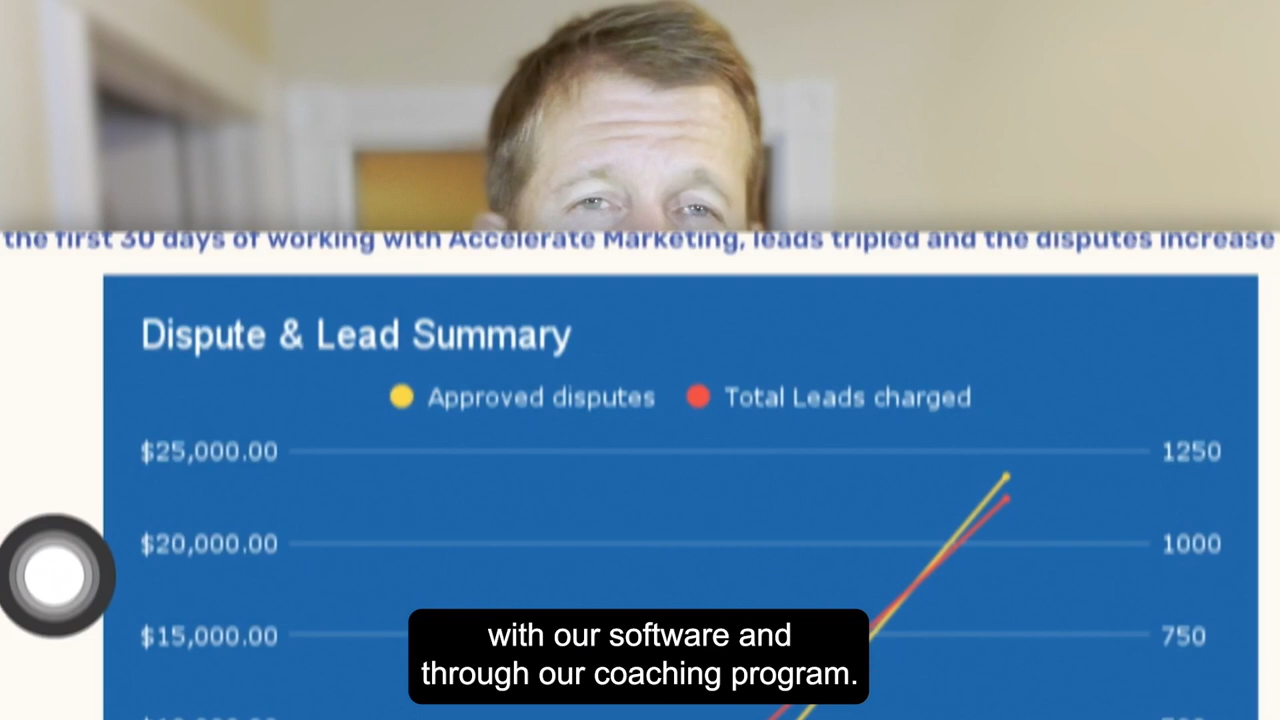 the first 30 days of working with Accelerate Marketing, leads tripled and the disputes increase
Dispute & Lead Summary
Approved disputes
Total Leads charged
$25,000.00
1250
$20,000.00
1000
$15,000.00
750
with our software and
through our coaching program.